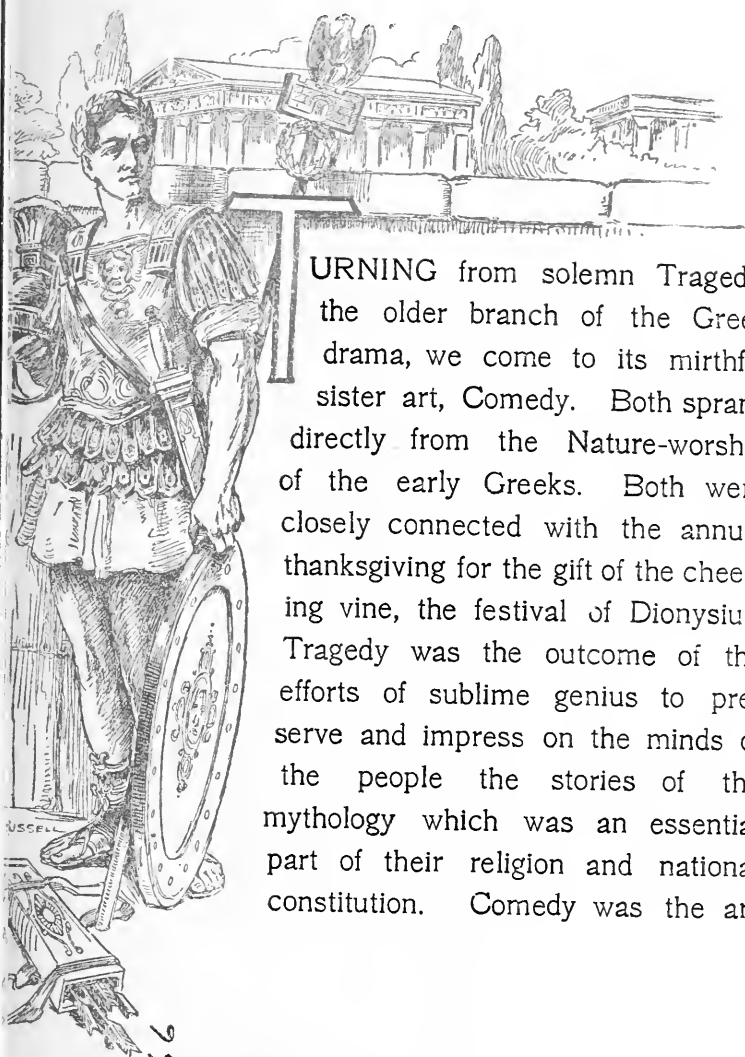 TURNING from solemn Traged
the older branch of the Gree
drama, we come to its mirthf
sister art, Comedy. Both spran
directly from the Nature-worsh
of the early Greeks. Both wer
closely connected with the annu
thanksgiving for the gift of the cheer
ing vine, the festival of Dionysiu
Tragedy was the outcome of th
efforts of sublime genius to pre
serve and impress on the minds o
the people the stories of th
mythology which was an essentia
part of their religion and nationa
constitution. Comedy was the ar
USSELL